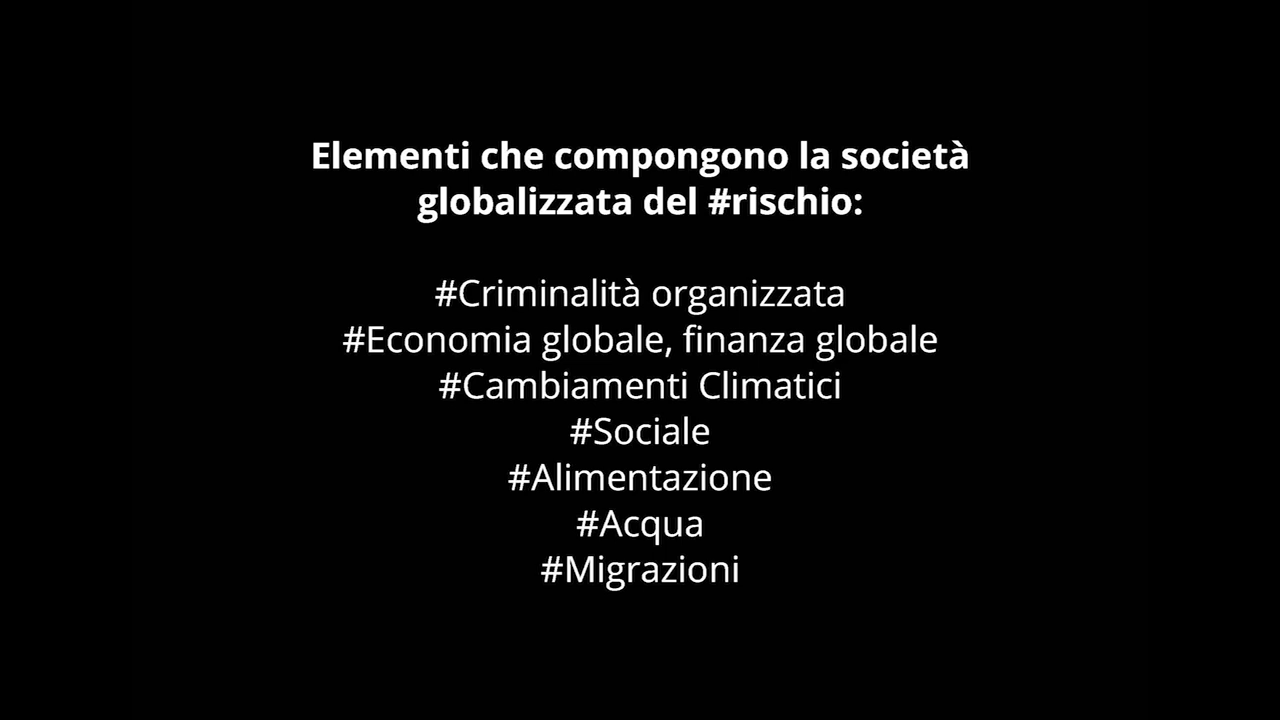 Elementi che compongono la società
globalizzata del #rischio:
#Criminalità organizzata
#Economia globale, finanza globale
#Cambiamenti Climatici
#Sociale
#Alimentazione
#Acqua
#Migrazioni